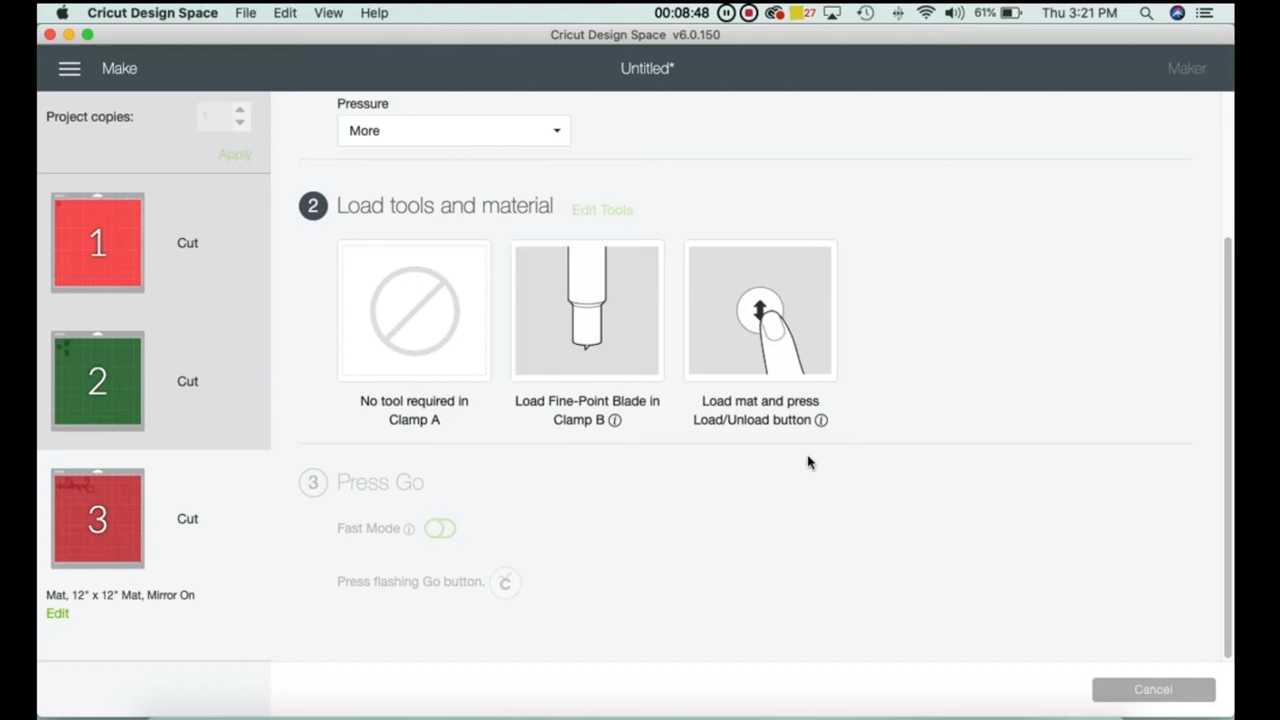 Cricut Design Space File Edit View Help 00:08:48 27 61% Thu 3:21 PM
Cricut Design Space v6.0.150
Make Untitled* Maker
Project copies: 1
Apply
1 Cut
2 Cut
3 Cut
Mat, 12" x 12" Mat, Mirror On
Edit
Pressure
More
2 Load tools and material Edit Tools
No tool required in
Clamp A
Load Fine-Point Blade in
Clamp B
Load mat and press
Load/Unload button
3 Press Go
Fast Mode
Press flashing Go button.
Cancel